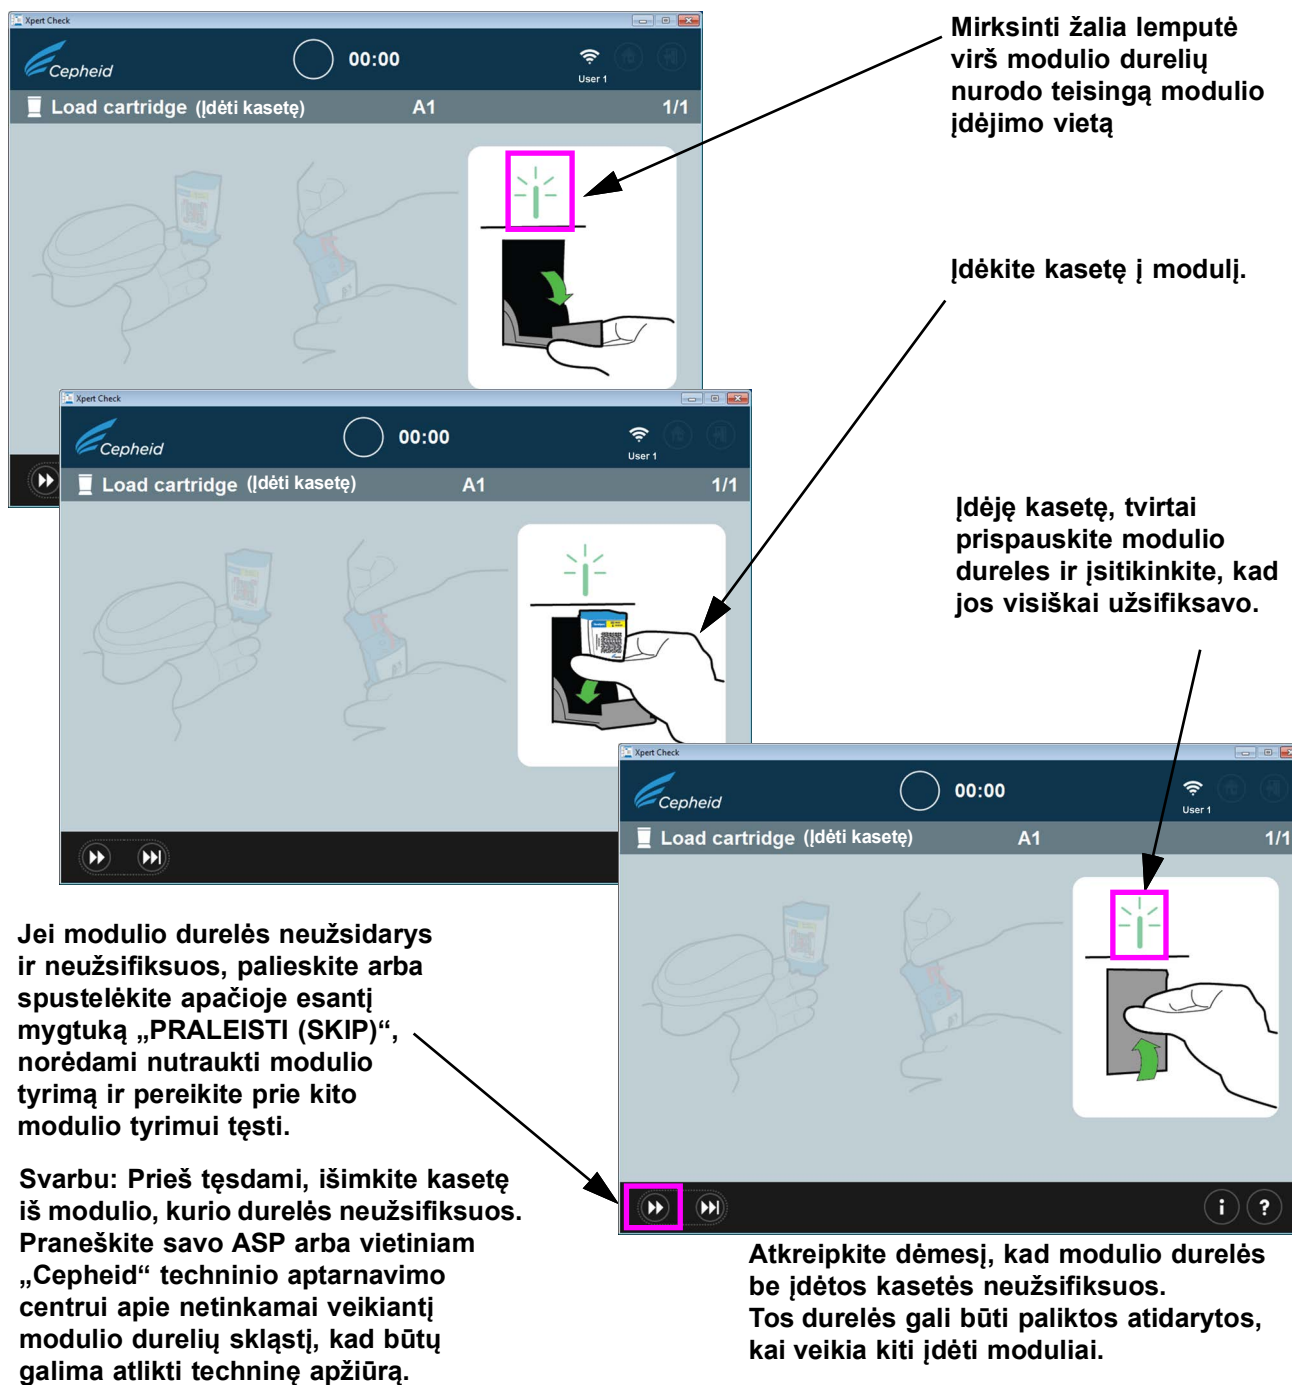 Xpert Check
Cepheid
00:00
User 1
Load cartridge (Įdėti kasetę)
A1
1/1
Mirksinti žalia lemputė
virš modulio durelių
nurodo teisingą modulio
įdėjimo vietą
Įdėkite kasetę į modulį.
Xpert Check
Cepheid
00:00
User 1
Load cartridge (Įdėti kasetę)
A1
1/1
Įdėję kasetę, tvirtai
prispauskite modulio
dureles ir įsitikinkite, kad
jos visiškai užsifiksavo.
Xpert Check
Cepheid
00:00
User 1
Load cartridge (Įdėti kasetę)
A1
1/1
i ?
Jei modulio durelės neužsidarys
ir neužsifiksuos, palieskite arba
spustelėkite apačioje esantį
mygtuką „PRALEISTI (SKIP)“,
norėdami nutraukti modulio
tyrimą ir pereikite prie kito
modulio tyrimui tęsti.
Svarbu: Prieš tęsdami, išimkite kasetę
iš modulio, kurio durelės neužsifiksuos.
Praneškite savo ASP arba vietiniam
„Cepheid“ techninio aptarnavimo
centrui apie netinkamai veikiantį
modulio durelių skląstį, kad būtų
galima atlikti techninę apžiūrą.
Atkreipkite dėmesį, kad modulio durelės
be įdėtos kasetės neužsifiksuos.
Tos durelės gali būti paliktos atidarytos,
kai veikia kiti įdėti moduliai.